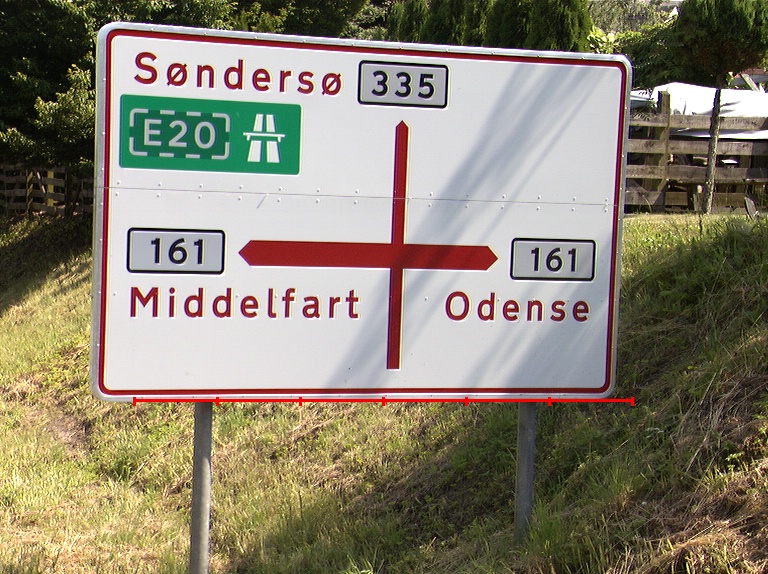 Søndersø 335
E20
161 161
Middelfart Odense